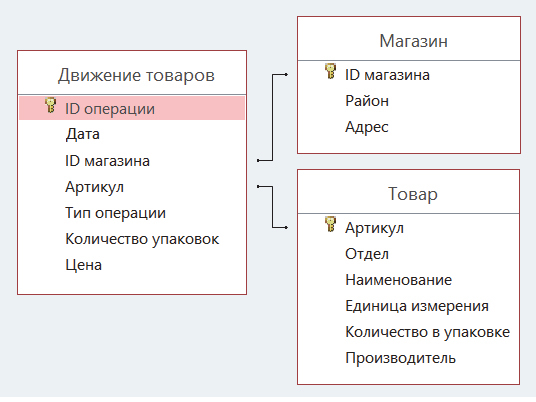 Движение товаров
ID операции
Дата
ID магазина
Артикул
Тип операции
Количество упаковок
Цена
Магазин
ID магазина
Район
Адрес
Товар
Артикул
Отдел
Наименование
Единица измерения
Количество в упаковке
Производитель